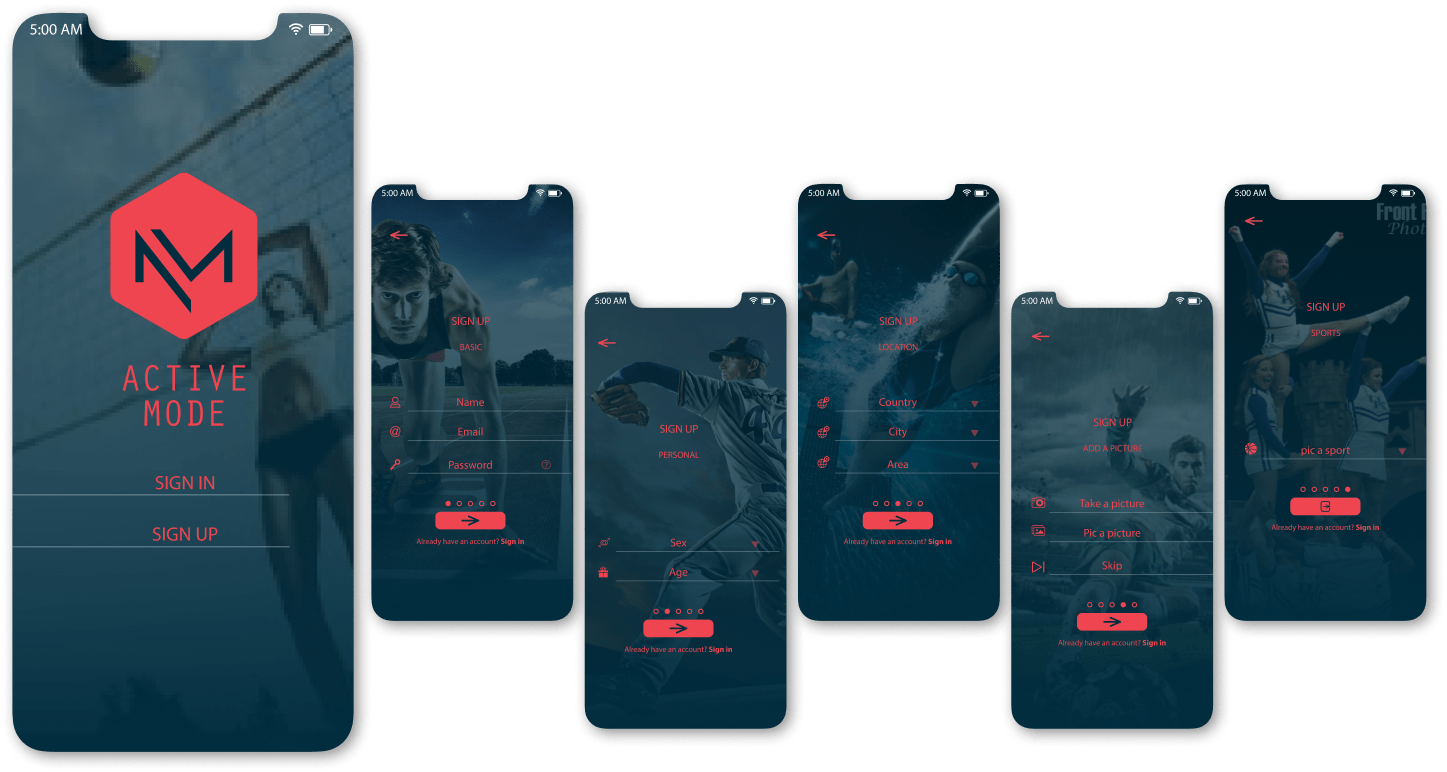 5:00 AM
ACTIVE
MODE
SIGN IN
SIGN UP
5:00 AM
SIGN UP
BASIC
Name
Email
Password
Already have an account? Sign in
5:00 AM
SIGN UP
PERSONAL
Sex
Age
Already have an account? Sign in
5:00 AM
SIGN UP
LOCATION
Country
City
Area
Already have an account? Sign in
5:00 AM
SIGN UP
ADD A PICTURE
Take a picture
Pic a picture
Skip
Already have an account? Sign in
5:00 AM
Front
SIGN UP
SPORTS
pic a sport
Already have an account? Sign in